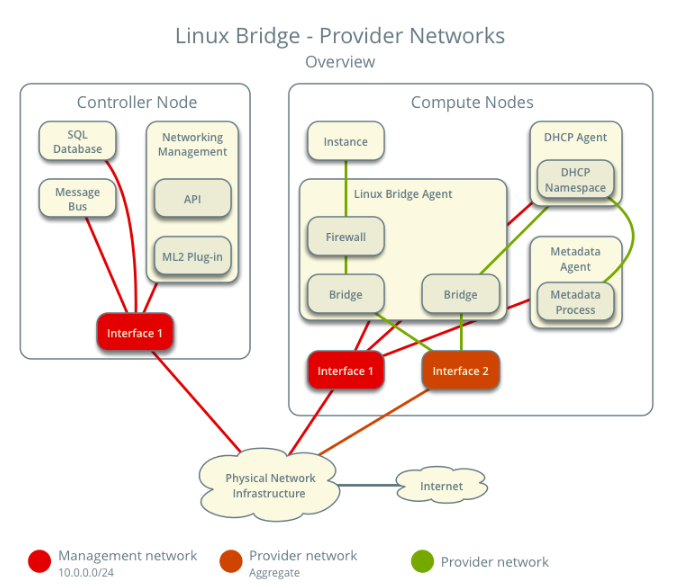 Linux Bridge - Provider Networks
Overview
Controller Node
SQL
Database
Networking
Management
Message
Bus
API
ML2 Plug-in
Interface 1
Compute Nodes
Instance
DHCP Agent
DHCP
Namespace
Linux Bridge Agent
Firewall
Metadata
Agent
Bridge
Bridge
Metadata
Process
Interface 1
Interface 2
Physical Network
Infrastructure
Internet
Management network
10.0.0.0/24
Provider network
Aggregate
Provider network